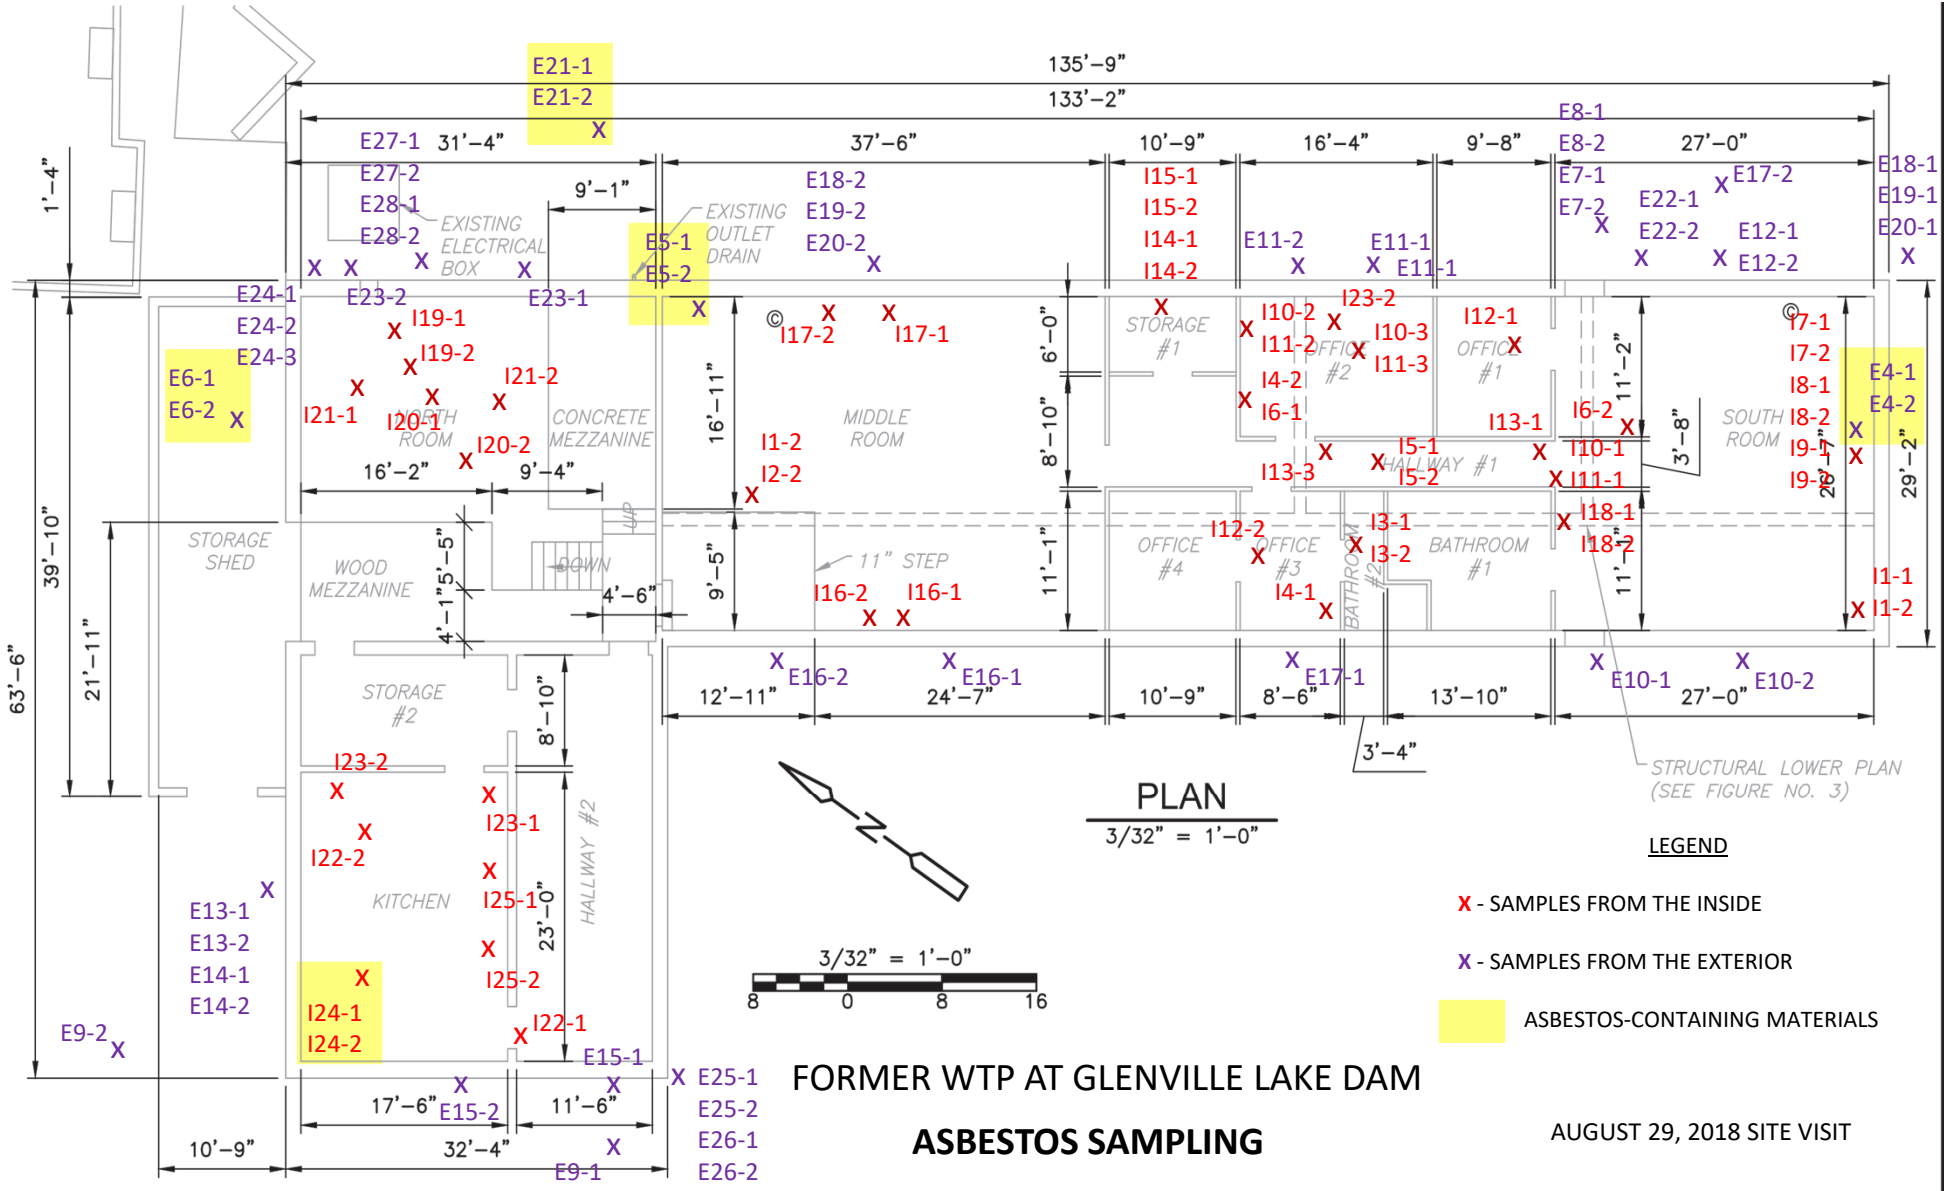 E21-1
E21-2
X
135'-9"
133'-2"
E27-1
E27-2
E28-1
E28-2
31'-4"
37'-6"
10'-9"
16'-4"
9'-8"
27'-0"
E8-1
E8-2
E7-1
E7-2
X
1'-4"
9'-1"
EXISTING
ELECTRICAL
BOX
EXISTING
OUTLET
DRAIN
E18-2
E19-2
E20-2
X
I15-1
I15-2
I14-1
I14-2
X
E11-2
X
E11-1
X E11-1
E22-1
E22-2
X
X E17-2
E12-1
X E12-2
E18-1
E19-1
E20-1
X
E5-1
E5-2
X
X X X X
E24-1
E24-2
E24-3
E23-2
E23-1
E6-1
E6-2 X
I19-1
X
I19-2
X
I21-1
X
I20-1
X
I21-2
X
I20-2
X
NORTH
ROOM
CONCRETE
MEZZANINE
16'-2"
9'-4"
©
I17-2
X
X
I17-1
16'-11"
MIDDLE
ROOM
I1-2
I2-2
X
6'-0"
8'-10"
STORAGE
#1
I10-2
X
I11-2
I4-2
X
I6-1
I23-2
X
I10-3
X
I11-3
OFFICE
#2
I12-1
X
OFFICE
#1
11'-2"
3'-8"
I13-3
X
I5-1
X
I5-2
HALLWAY #1
I13-1
X
I6-2
X
I10-1
X
I11-1
SOUTH
ROOM
©
I7-1
I7-2
I8-1
I8-2
I9-1
I9-2
X
E4-1
E4-2
X
26'-7"
29'-2"
I18-1
X
I18-2
39'-10"
63'-6"
21'-11"
STORAGE
SHED
WOOD
MEZZANINE
5'-5"
4'-1"
UP
DOWN
4'-6"
9'-5"
11" STEP
I16-2
X
I16-1
X
11'-1"
OFFICE
#4
I12-2
X
OFFICE
#3
I4-1 X
BATHROOM
#2
I3-1
X
I3-2
BATHROOM
#1
11'-1"
I1-1
X I1-2
X
E16-2
X
E16-1
X
E17-1
X
E10-1
X
E10-2
12'-11"
24'-7"
10'-9"
8'-6"
13'-10"
27'-0"
3'-4"
STORAGE
#2
8'-10"
I23-2
X
X
I22-2
X
I23-1
X
I25-1
X
I25-2
KITCHEN
HALLWAY #2
23'-0"
X
I24-1
I24-2
X I22-1
X
E13-1
E13-2
E14-1
E14-2
E9-2
X
E15-1
X
X
E15-2
X
E9-1
X E25-1
E25-2
E26-1
E26-2
17'-6"
11'-6"
10'-9"
32'-4"
N
PLAN
3/32" = 1'-0"
3/32" = 1'-0"
8 0 8 16
STRUCTURAL LOWER PLAN
(SEE FIGURE NO. 3)
LEGEND
X - SAMPLES FROM THE INSIDE
X - SAMPLES FROM THE EXTERIOR
ASBESTOS-CONTAINING MATERIALS
FORMER WTP AT GLENVILLE LAKE DAM
ASBESTOS SAMPLING
AUGUST 29, 2018 SITE VISIT